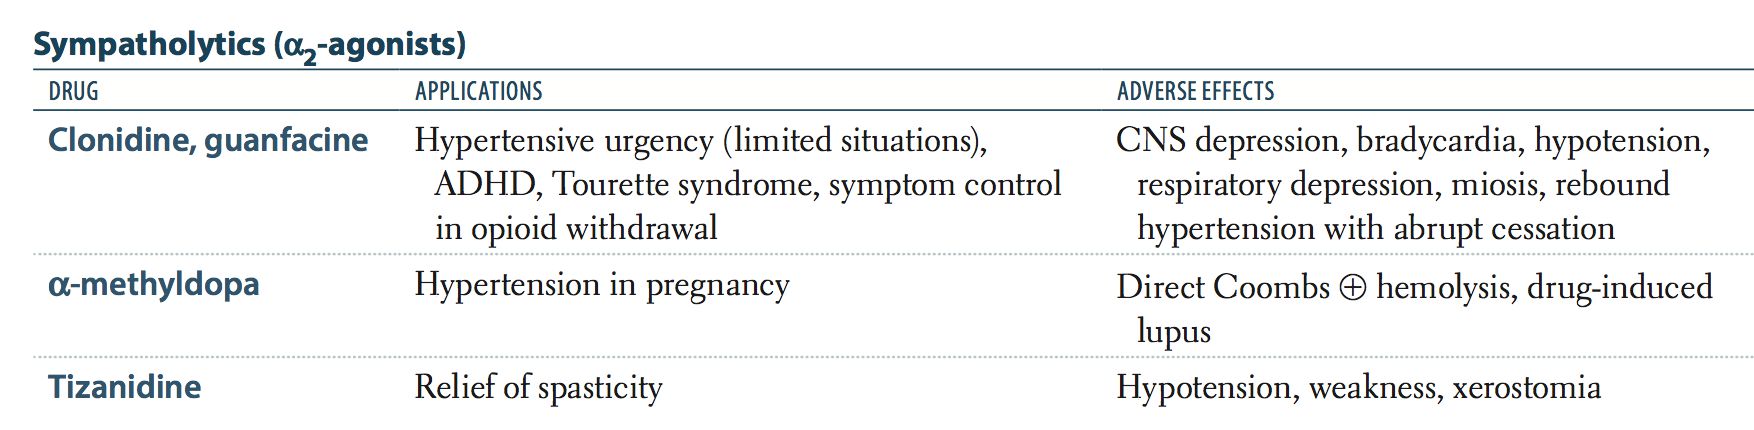 Sympatholytics (α2-agonists)
DRUG APPLICATIONS ADVERSE EFFECTS
Clonidine, guanfacine Hypertensive urgency (limited situations), CNS depression, bradycardia, hypotension,
ADHD, Tourette syndrome, symptom control respiratory depression, miosis, rebound
in opioid withdrawal hypertension with abrupt cessation
α-methyldopa Hypertension in pregnancy Direct Coombs ⊕ hemolysis, drug-induced
lupus
Tizanidine Relief of spasticity Hypotension, weakness, xerostomia